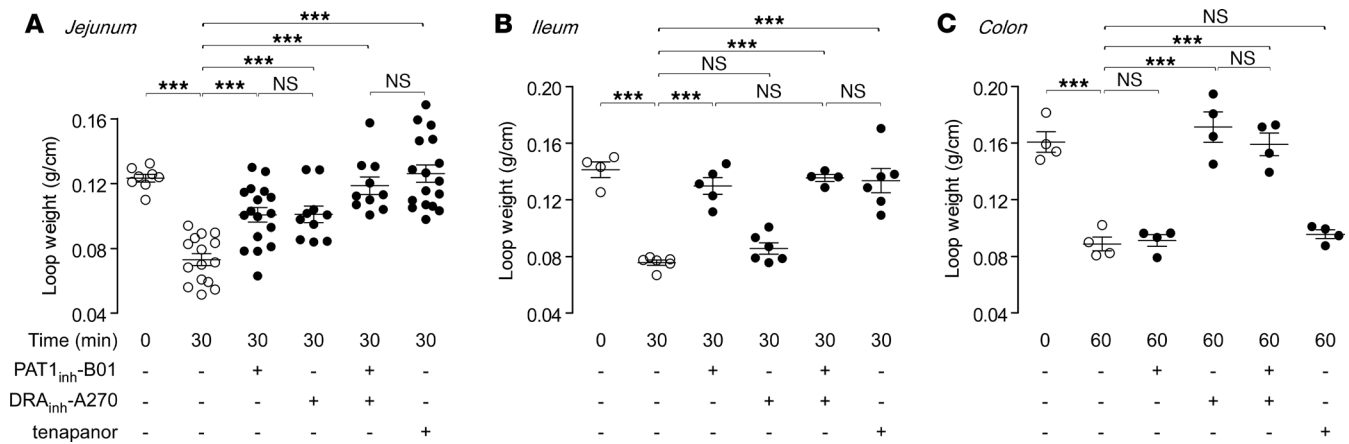 A Jejunum
***
***
***
*** *** NS NS
Loop weight (g/cm)
0.16
0.12
0.08
0.04
B Ileum
***
***
NS
*** *** NS NS
Loop weight (g/cm)
0.20
0.16
0.12
0.08
0.04
C Colon
NS
***
*** NS
*** NS
Loop weight (g/cm)
0.20
0.16
0.12
0.08
0.04
Time (min) 0 30 30 30 30 30 0 30 30 30 30 30 0 60 60 60 60 60
PAT1inh-B01 - - + - + - - - + - + - - - + - + -
DRAinh-A270 - - - + + - - - - + + - - - - + + -
tenapanor - - - - - + - - - - - + - - - - - +